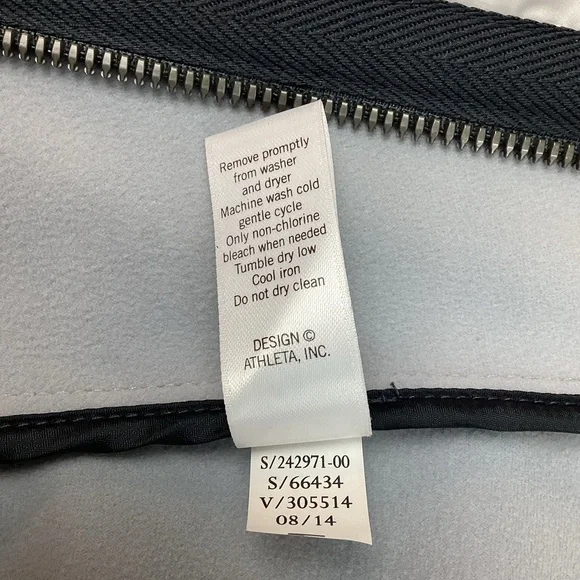 Remove promptly
from washer
and dryer
Machine wash cold
gentle cycle
Only non-chlorine
bleach when needed
Tumble dry low
Cool iron
Do not dry clean
DESIGN ©
ATHLETA, INC.
S/242971-00
S/66434
V/305514
08/14